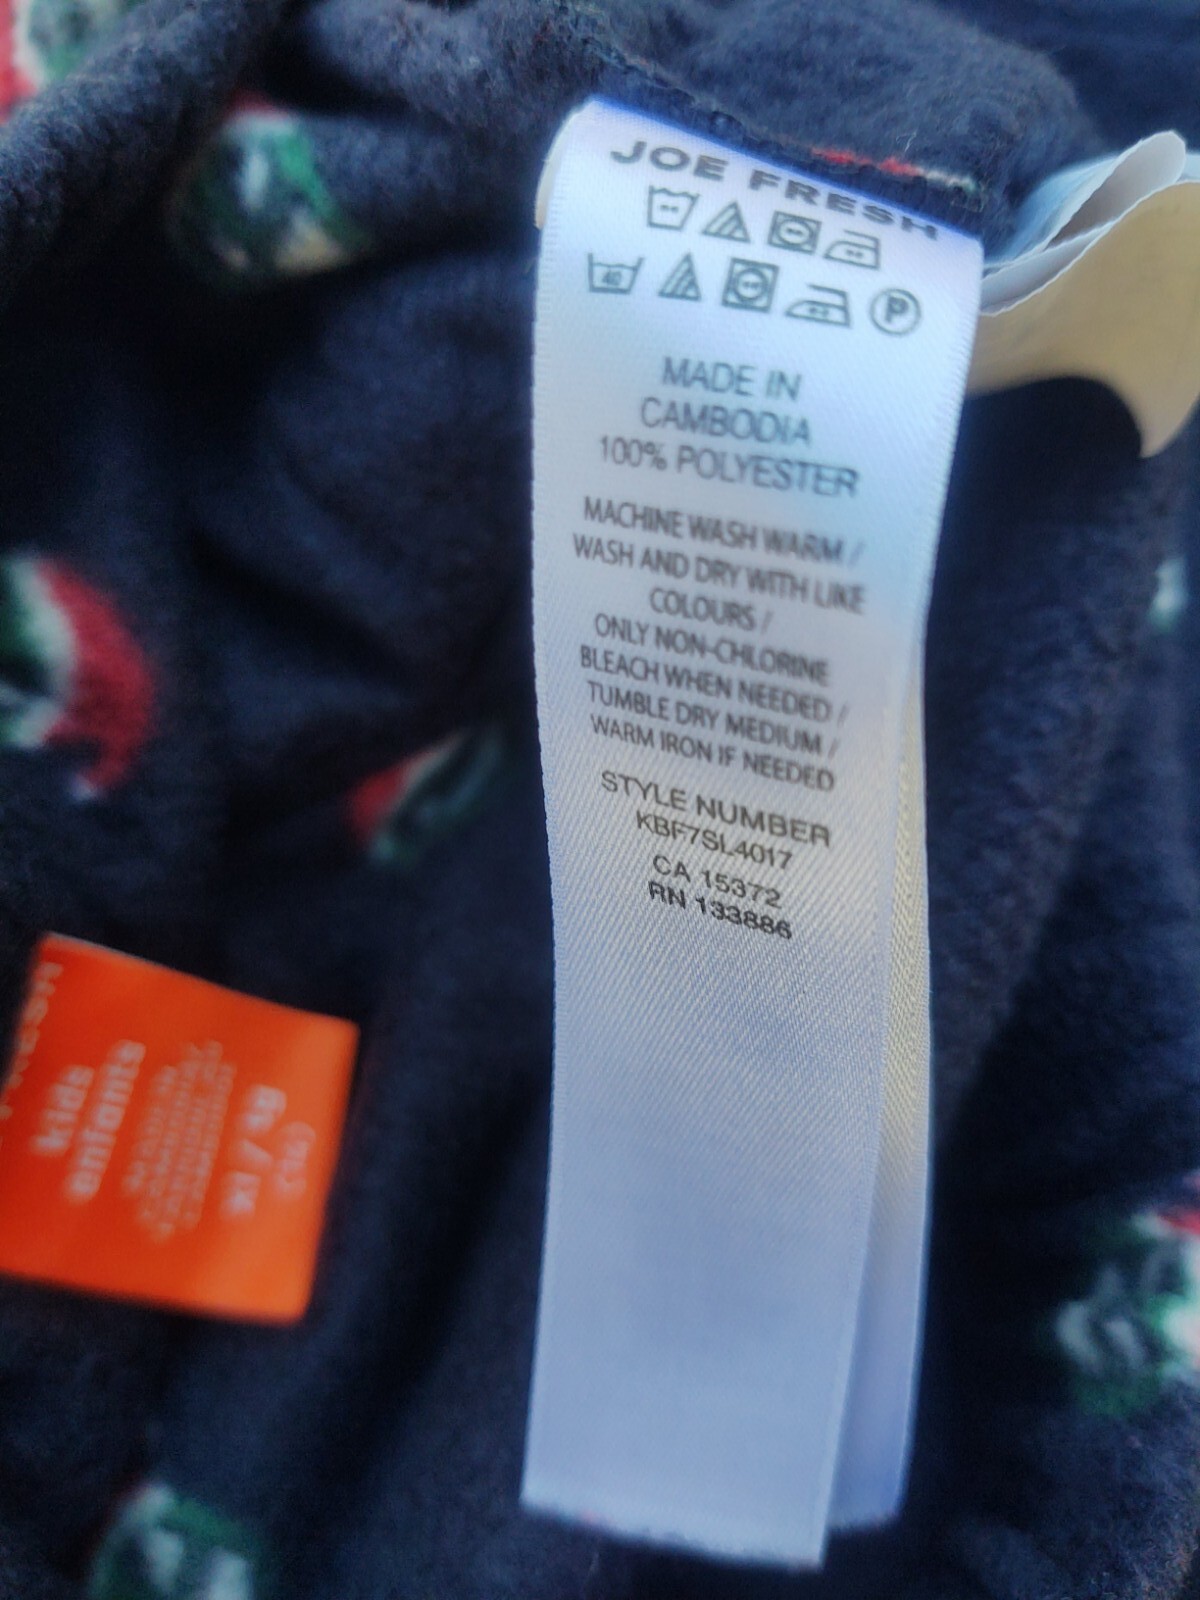 JOE FRESH
40
P
MADE IN
CAMBODIA
100% POLYESTER
MACHINE WASH WARM /
WASH AND DRY WITH LIKE
COLOURS /
ONLY NON-CHLORINE
BLEACH WHEN NEEDED /
TUMBLE DRY MEDIUM /
WARM IRON IF NEEDED
STYLE NUMBER
KBF7SL4017
CA 15372
RN 133886
FRESH
kids
enfants